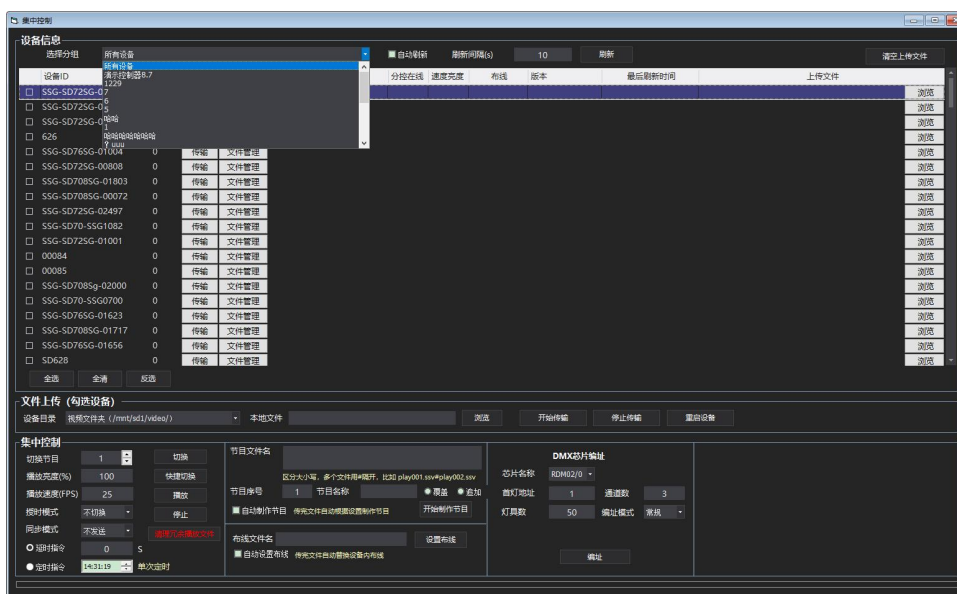 集中控制
设备信息
选择分组 所有设备 自动刷新 刷新间隔(s) 10 刷新 清空上传文件
所有设备
演示控制器8.7
1229
7
6
5
哈哈
1
哈哈哈哈哈哈哈
? uuu
设备ID 分控在线 速度亮度 布线 版本 最后刷新时间 上传文件
SSG-SD72SG-0 浏览
SSG-SD72SG-0 浏览
SSG-SD72SG-0 浏览
626 浏览
SSG-SD76SG-01004 0 传输 文件管理 浏览
SSG-SD72SG-00808 0 传输 文件管理 浏览
SSG-SD708SG-01803 0 传输 文件管理 浏览
SSG-SD708SG-00072 0 传输 文件管理 浏览
SSG-SD72SG-02497 0 传输 文件管理 浏览
SSG-SD70-SSG1082 0 传输 文件管理 浏览
SSG-SD72SG-01001 0 传输 文件管理 浏览
00084 0 传输 文件管理 浏览
00085 0 传输 文件管理 浏览
SSG-SD708Sg-02000 0 传输 文件管理 浏览
SSG-SD70-SSG0700 0 传输 文件管理 浏览
SSG-SD76SG-01623 0 传输 文件管理 浏览
SSG-SD708SG-01717 0 传输 文件管理 浏览
SSG-SD76SG-01656 0 传输 文件管理 浏览
SD628 0 传输 文件管理 浏览
全选 全清 反选
文件上传（勾选设备）
设备目录 视频文件夹（/mnt/sd1/video/） 本地文件 浏览 开始传输 停止传输 重启设备
集中控制
切换节目 1 切换
播放亮度(%) 100 快捷切换
播放速度(FPS) 25 播放
按时模式 不切换 停止
同步模式 不发送 清理冗余播放文件
延时指令 0 S
定时指令 14:31:19 单次定时
节目文件名
区分大小写，多个文件用#隔开，比如 play001.ssv#play002.ssv
节目序号 1 节目名称 覆盖 追加
自动制作节目 传完文件自动根据设置制作节目 开始制作节目
布线文件名 设置布线
自动设置布线 传完文件自动替换设备内布线
DMX芯片编址
芯片名称 RDM02/0
首灯地址 1 通道数 3
灯具数 50 编址模式 常规
编址